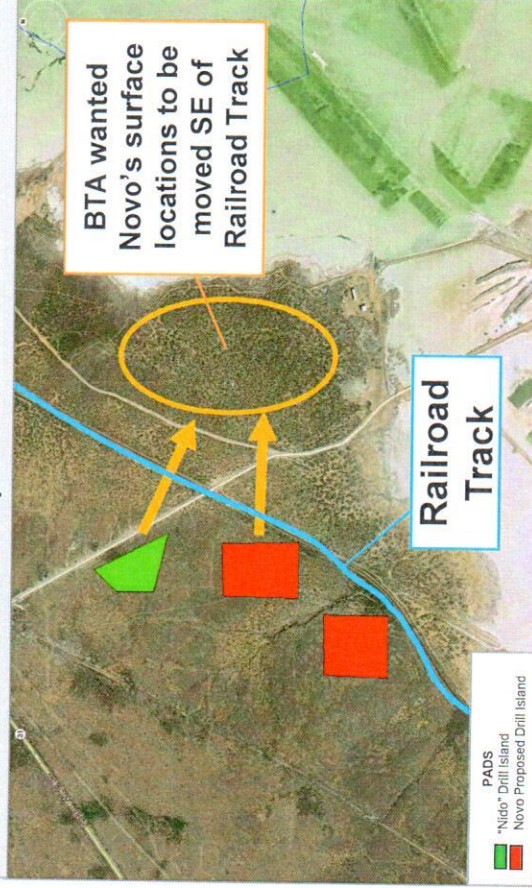 BTA wanted
Novo's surface
locations to be
moved SE of
Railroad Track
Railroad
Track
PADS
"Nido" Drill Island
Novo Proposed Drill Island
31